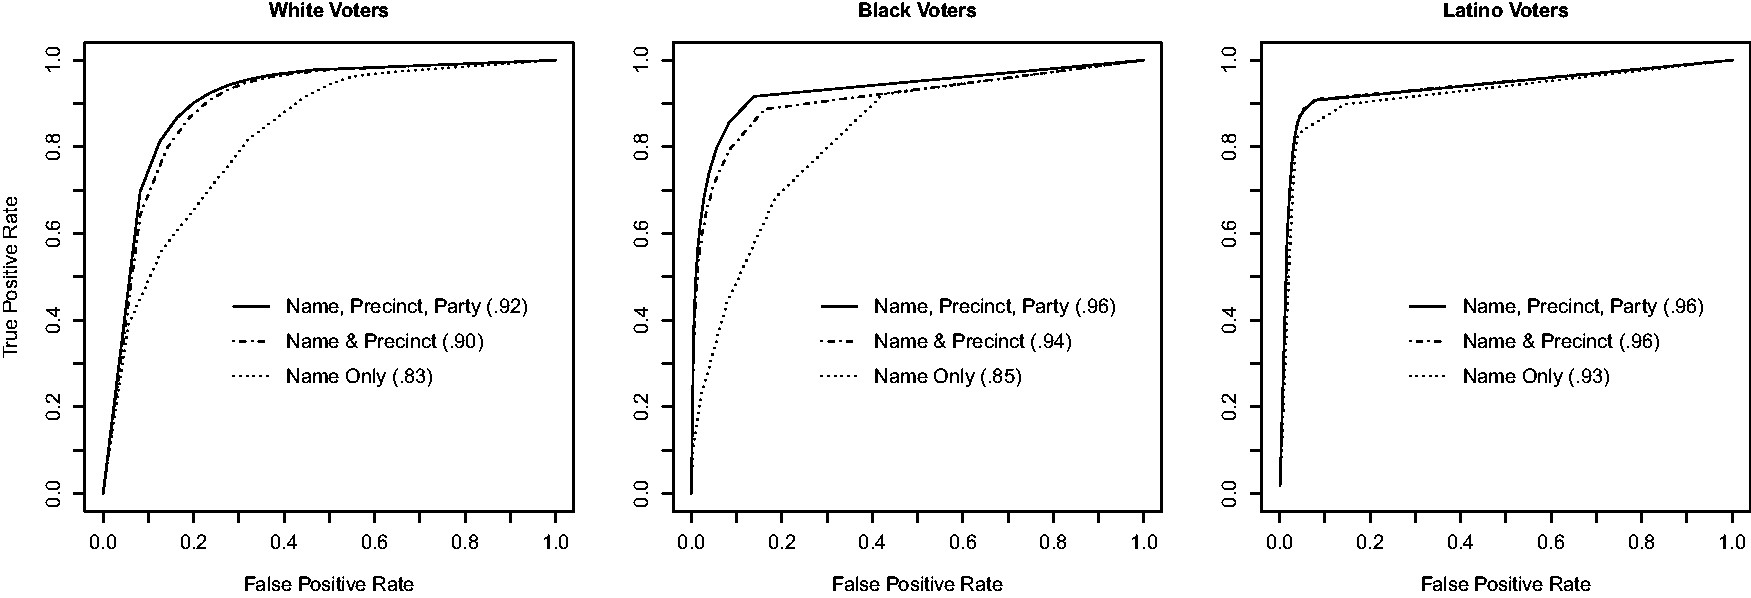 White Voters
Black Voters
Latino Voters
True Positive Rate
1.0
0.8
0.6
0.4
0.2
0.0
Name, Precinct, Party (.92)
Name & Precinct (.90)
Name Only (.83)
0.0 0.2 0.4 0.6 0.8 1.0
False Positive Rate
1.0
0.8
0.6
0.4
0.2
0.0
Name, Precinct, Party (.96)
Name & Precinct (.94)
Name Only (.85)
0.0 0.2 0.4 0.6 0.8 1.0
False Positive Rate
1.0
0.8
0.6
0.4
0.2
0.0
Name, Precinct, Party (.96)
Name & Precinct (.96)
Name Only (.93)
0.0 0.2 0.4 0.6 0.8 1.0
False Positive Rate